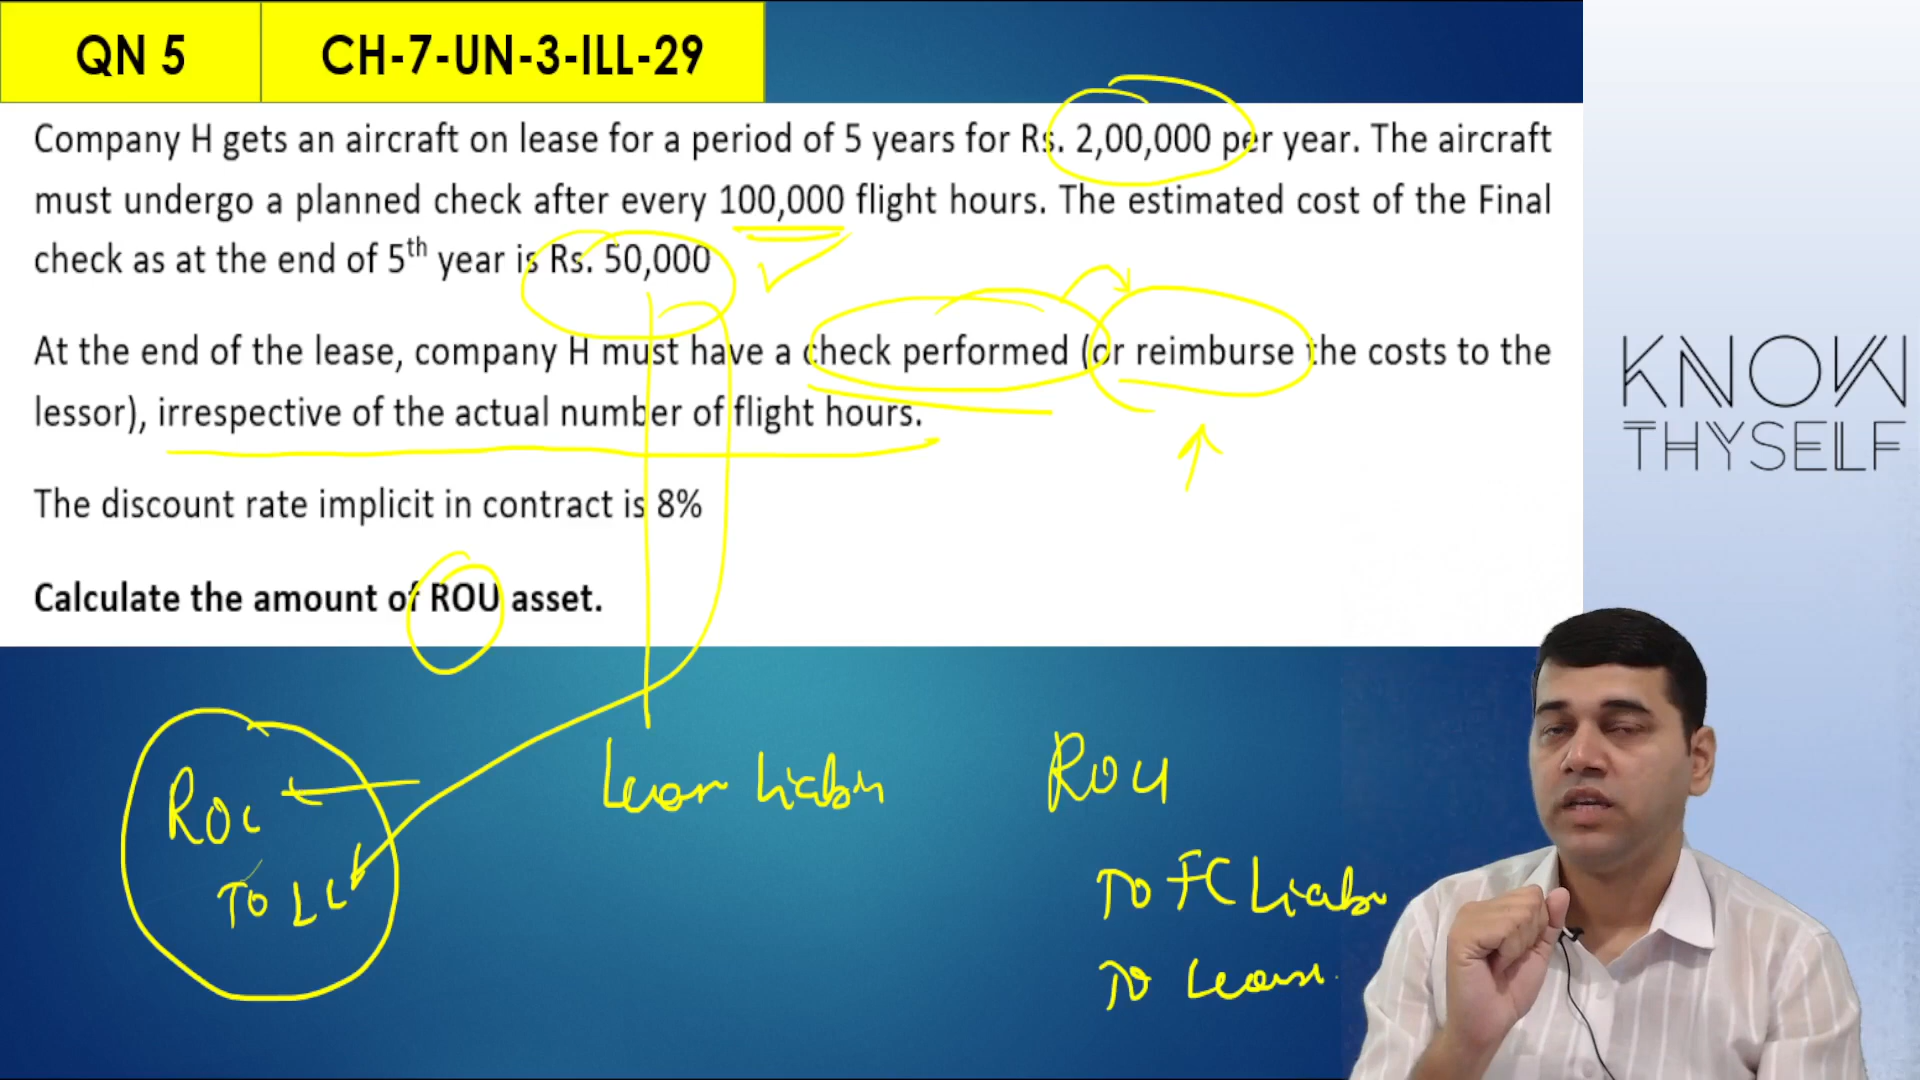 QN 5
CH-7-UN-3-ILL-29
Company H gets an aircraft on lease for a period of 5 years for Rs. 2,00,000 per year. The aircraft
must undergo a planned check after every 100,000 flight hours. The estimated cost of the Final
check as at the end of 5th year is Rs. 50,000
At the end of the lease, company H must have a check performed (or reimburse the costs to the
lessor), irrespective of the actual number of flight hours.
The discount rate implicit in contract is 8%
Calculate the amount of ROU asset.
KNOW
THYSELF
ROU
To LL
ROU
To
To